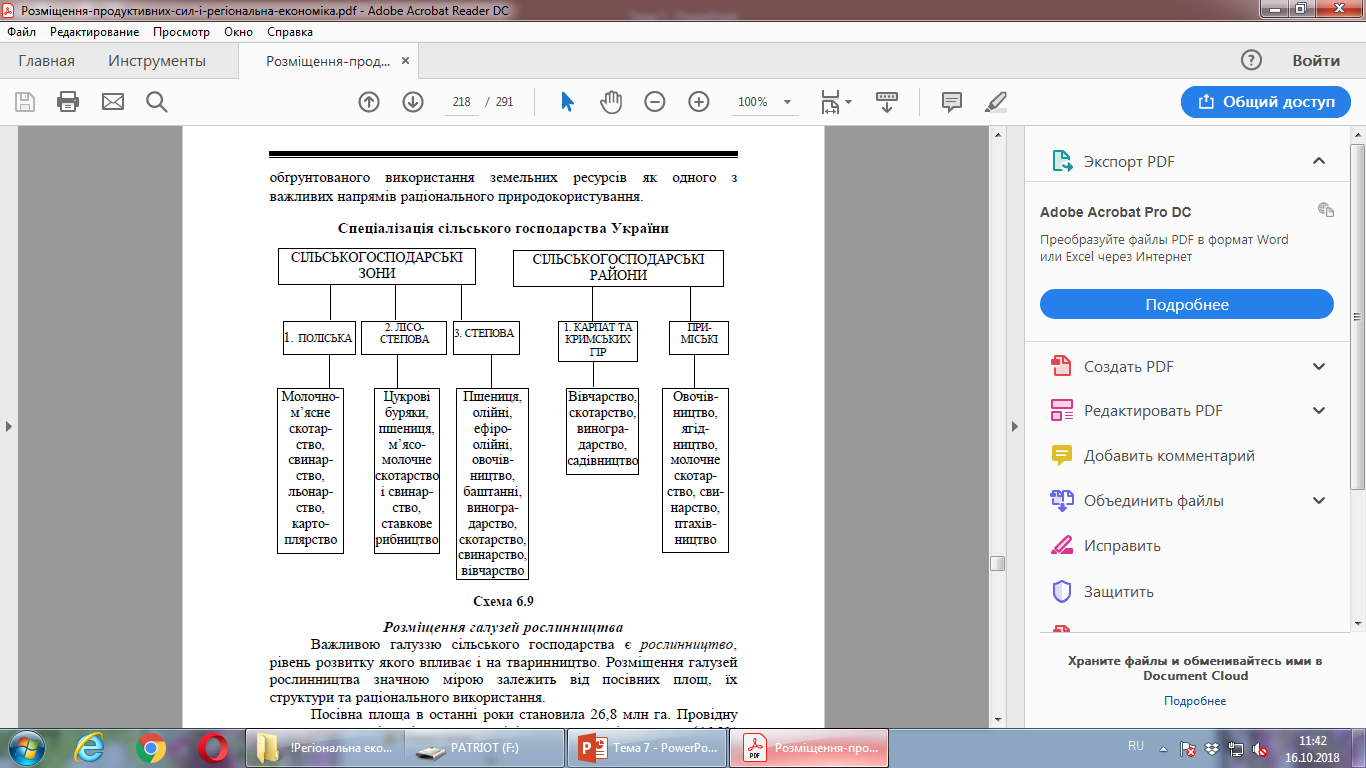 Розміщення-продуктивних-сил-і-регіональна-економіка.pdf - Adobe Acrobat Reader DC
Файл Редактирование Просмотр Окно Справка
Главная Инструменты Розміщення-прод... × Войти
218 / 291 100% Общий доступ
обґрунтованого використання земельних ресурсів як одного з
важливих напрямів раціонального природокористування.
Спеціалізація сільського господарства України
СІЛЬСЬКОГОСПОДАРСЬКІ
ЗОНИ
СІЛЬСЬКОГОСПОДАРСЬКІ
РАЙОНИ
1. ПОЛІСЬКА
2. ЛІСО-
СТЕПОВА
3. СТЕПОВА
1. КАРПАТ ТА
КРИМСЬКИХ
ГІР
ПРИ-
МІСЬКІ
Молочно-
м’ясне
скотар-
ство,
свинар-
ство,
льонар-
ство,
карто-
плярство
Цукрові
буряки,
пшениця,
м’ясо-
молочне
скотарство
і свинар-
ство,
ставкове
рибництво
Пшениця,
олійні,
ефіро-
олійні,
овочів-
ництво,
баштанні,
виногра-
дарство,
скотарство,
свинарство,
вівчарство
Вівчарство,
скотарство,
виногра-
дарство,
садівництво
Овочів-
ництво,
ягід-
ництво,
молочне
скотар-
ство, сви-
нарство,
птахів-
ництво
Схема 6.9
Розміщення галузей рослинництва
Важливою галуззю сільського господарства є рослинництво,
рівень розвитку якого впливає і на тваринництво. Розміщення галузей
рослинництва значною мірою залежить від посівних площ, їх
структури та раціонального використання.
Посівна площа в останні роки становила 26,8 млн га. Провідну
Экспорт PDF
Adobe Acrobat Pro DC
Преобразуйте файлы PDF в формат Word
или Excel через Интернет
Подробнее
Создать PDF
Редактировать PDF
Добавить комментарий
Объединить файлы
Исправить
Защитить
Храните файлы и обменивайтесь ими в
Document Cloud
Подробнее
!Регіональна еко... PATRIOT (F:) Тема 7 - PowerPo... Розміщення-про... RU 11:42
16.10.2018